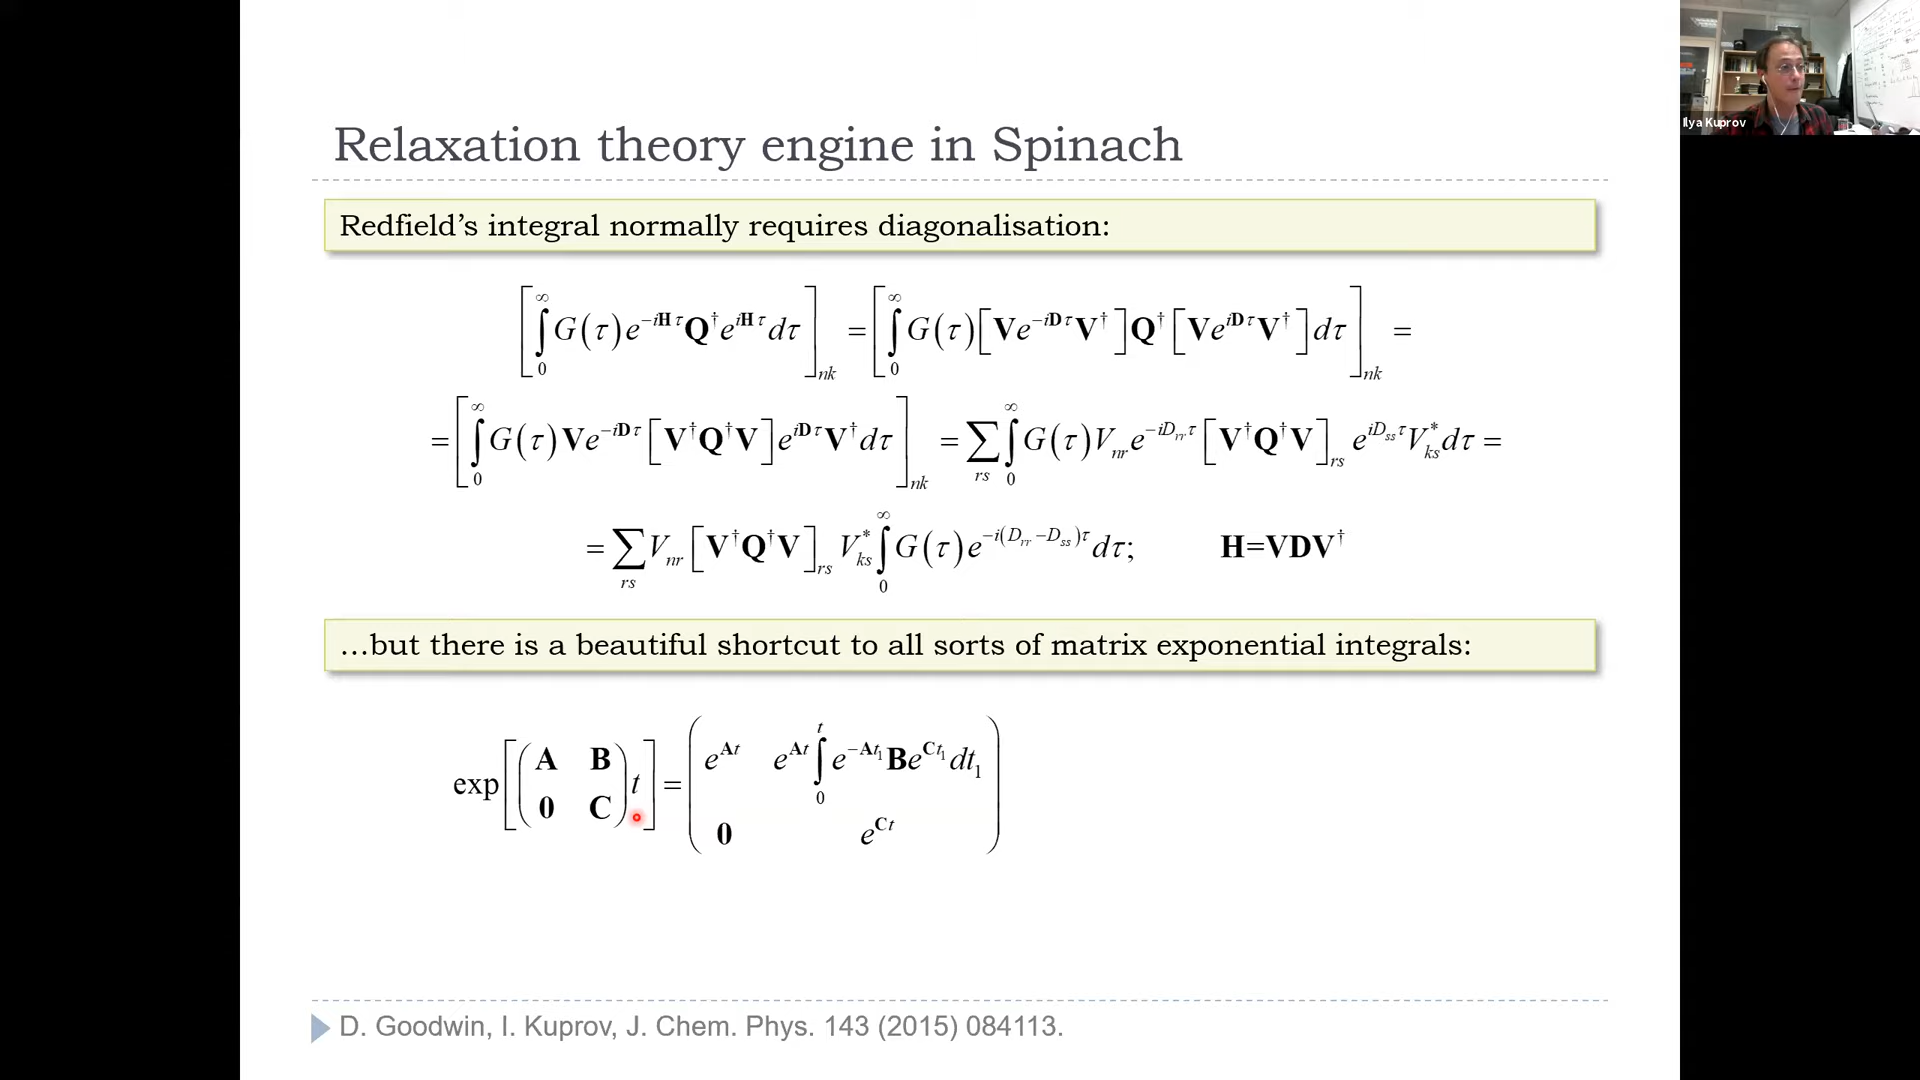 Ilya Kuprov
Relaxation theory engine in Spinach
Redfield's integral normally requires diagonalisation:
[∫₀^∞ G(τ)e^{−iHτ}Q†e^{iHτ}dτ]_{nk} = [∫₀^∞ G(τ)[Ve^{−iDτ}V†]Q†[Ve^{iDτ}V†]dτ]_{nk} =
= [∫₀^∞ G(τ)Ve^{−iDτ}[V†Q†V]e^{iDτ}V†dτ]_{nk} = ∑_{rs} ∫₀^∞ G(τ)V_{nr}e^{−iD_{rr}τ}[V†Q†V]_{rs}e^{iD_{ss}τ}V*_{ks}dτ =
= ∑_{rs} V_{nr}[V†Q†V]_{rs}V*_{ks} ∫₀^∞ G(τ)e^{−i(D_{rr}−D_{ss})τ}dτ; H=VDV†
...but there is a beautiful shortcut to all sorts of matrix exponential integrals:
exp[(A B; 0 C)t] = (e^{At} e^{At}∫₀^t e^{−At₁}Be^{Ct₁}dt₁; 0 e^{Ct})
D. Goodwin, I. Kuprov, J. Chem. Phys. 143 (2015) 084113.